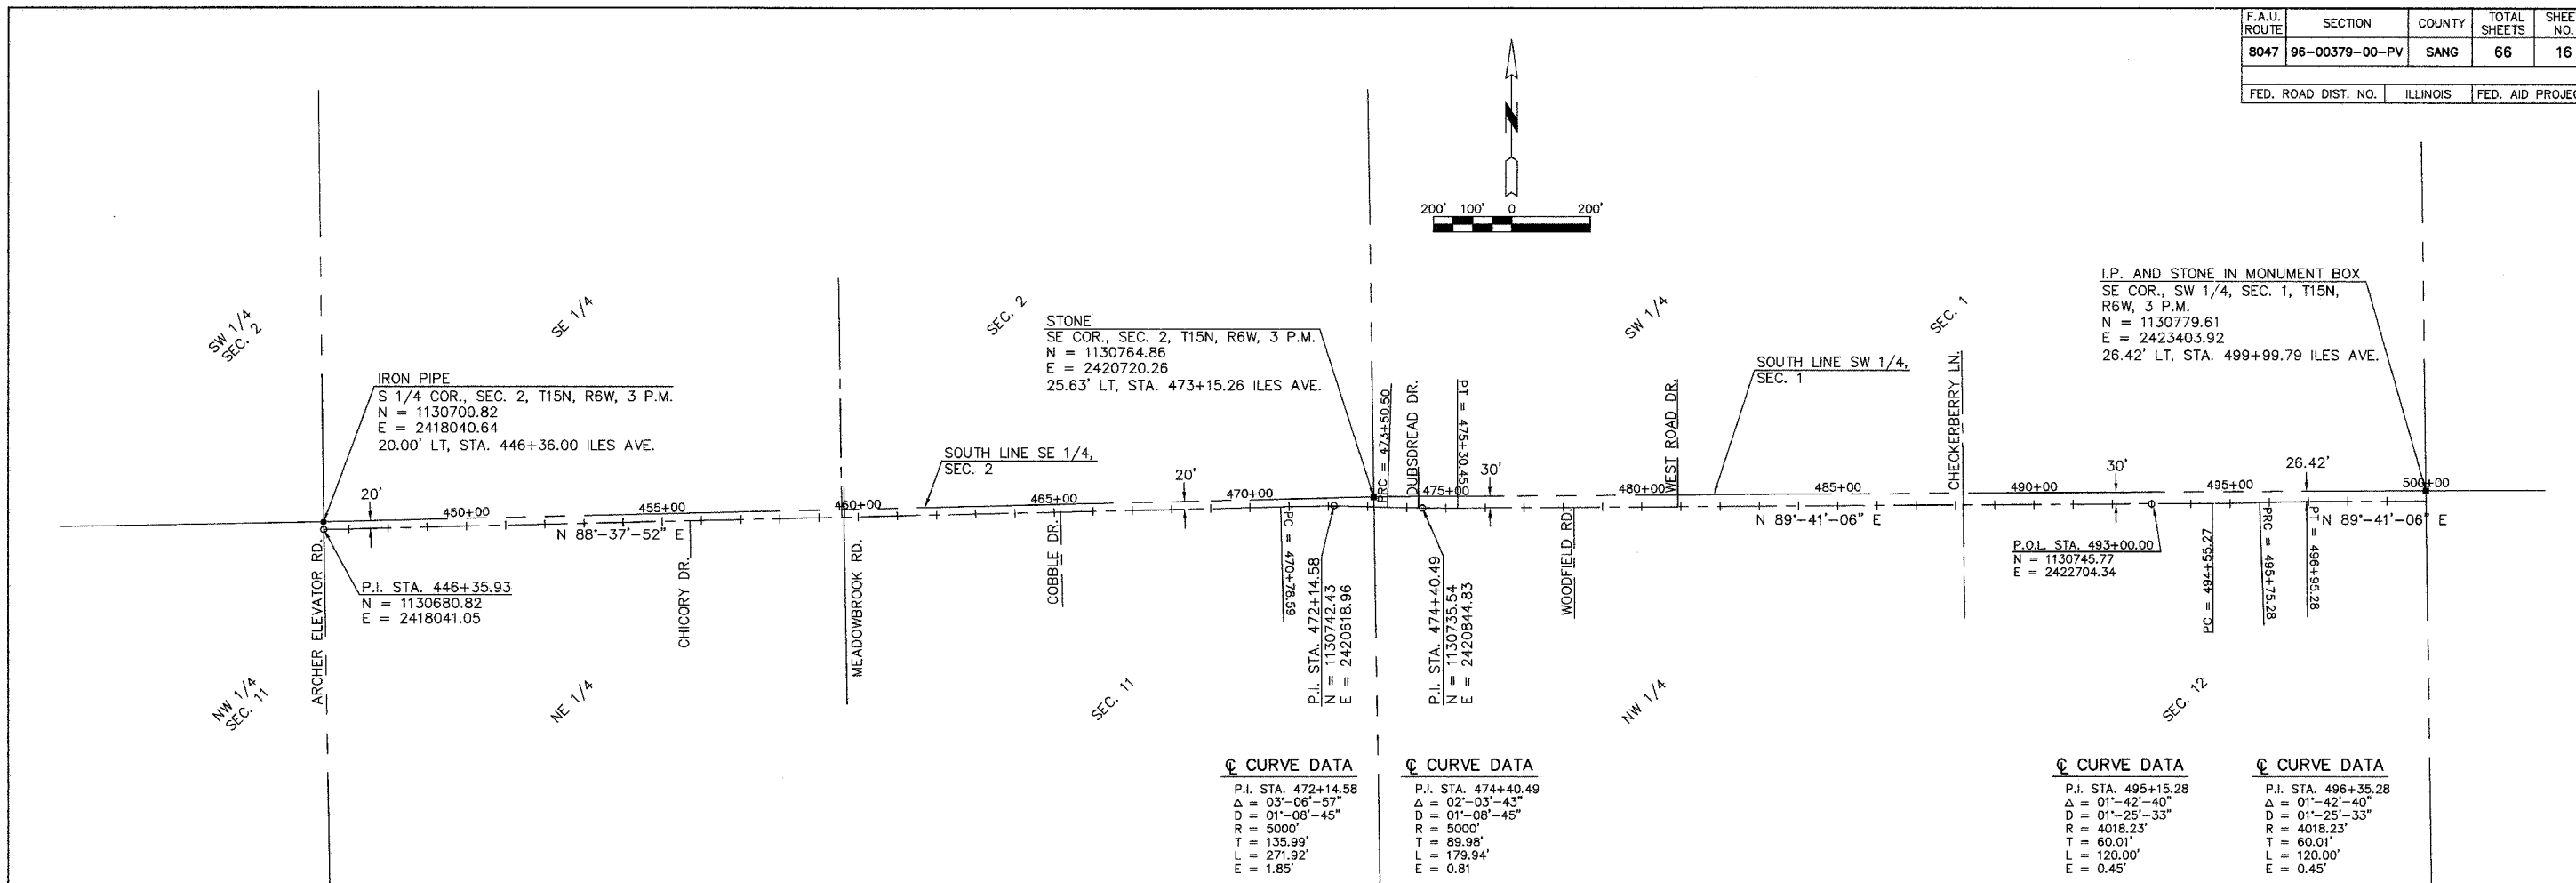 F.A.U. ROUTE SECTION COUNTY TOTAL SHEETS SHEE NO.
8047 96-00379-00-PV SANG 66 16
FED. ROAD DIST. NO. ILLINOIS FED. AID PROJEC
N
200' 100' 0 200'
SW 1/4
SEC. 2
SE 1/4
SEC. 2
SW 1/4
SEC. 1
IRON PIPE
S 1/4 COR., SEC. 2, T15N, R6W, 3 P.M.
N = 1130700.82
E = 2418040.64
20.00' LT, STA. 446+36.00 ILES AVE.
STONE
SE COR., SEC. 2, T15N, R6W, 3 P.M.
N = 1130764.86
E = 2420720.26
25.63' LT, STA. 473+15.26 ILES AVE.
I.P. AND STONE IN MONUMENT BOX
SE COR., SW 1/4, SEC. 1, T15N,
R6W, 3 P.M.
N = 1130779.61
E = 2423403.92
26.42' LT, STA. 499+99.79 ILES AVE.
SOUTH LINE SE 1/4,
SEC. 2
SOUTH LINE SW 1/4,
SEC. 1
20'
20'
30'
30'
26.42'
450+00
455+00
460+00
465+00
470+00
475+00
480+00
485+00
490+00
495+00
500+00
N 88°-37'-52" E
N 89°-41'-06" E
N 89°-41'-06" E
ARCHER ELEVATOR RD.
CHICORY DR.
MEADOWBROOK RD.
COBBLE DR.
PC = 470+78.59
PRC = 473+50.50
DUBSDREAD DR.
PT = 475+30.45
WOODFIELD RD.
WEST ROAD DR.
CHECKERBERRY LN.
PC = 494+55.27
PRC = 495+75.28
PT = 496+95.28
P.I. STA. 446+35.93
N = 1130680.82
E = 2418041.05
P.I. STA. 472+14.58
N = 1130742.43
E = 2420618.96
P.I. STA. 474+40.49
N = 1130735.54
E = 2420844.83
P.O.L. STA. 493+00.00
N = 1130745.77
E = 2422704.34
NW 1/4
SEC. 11
NE 1/4
SEC. 11
NW 1/4
SEC. 12
℄ CURVE DATA
P.I. STA. 472+14.58
Δ = 03°-06'-57"
D = 01°-08'-45"
R = 5000'
T = 135.99'
L = 271.92'
E = 1.85'
℄ CURVE DATA
P.I. STA. 474+40.49
Δ = 02°-03'-43"
D = 01°-08'-45"
R = 5000'
T = 89.98'
L = 179.94'
E = 0.81
℄ CURVE DATA
P.I. STA. 495+15.28
Δ = 01°-42'-40"
D = 01°-25'-33"
R = 4018.23'
T = 60.01'
L = 120.00'
E = 0.45'
℄ CURVE DATA
P.I. STA. 496+35.28
Δ = 01°-42'-40"
D = 01°-25'-33"
R = 4018.23'
T = 60.01'
L = 120.00'
E = 0.45'